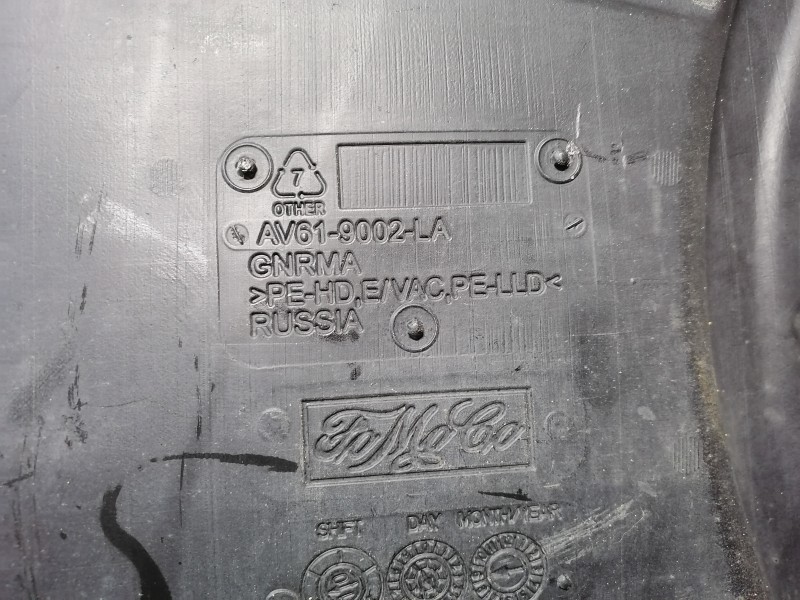 7
OTHER
AV61-9002-LA
GNRMA
>PE-HD,E/VAC,PE-LLD<
RUSSIA
FoMoCo
SHIFT DAY MONTH/YEAR